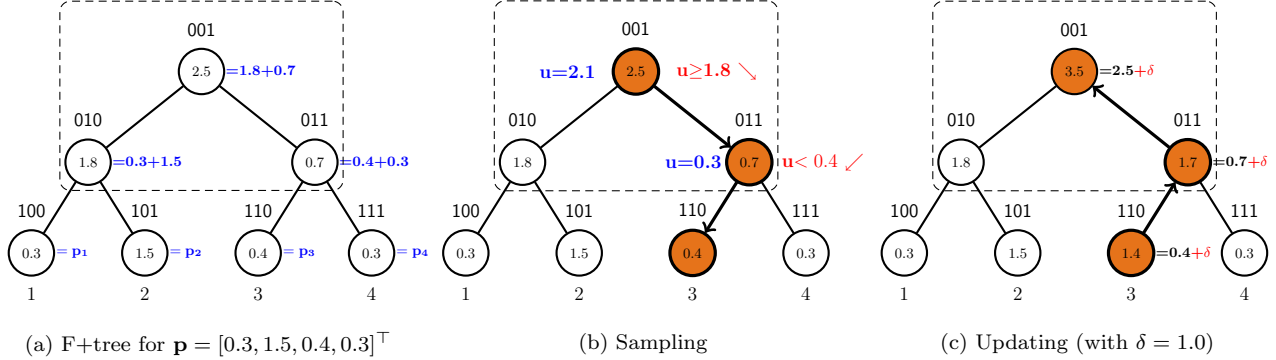 001
2.5 =1.8+0.7
010 011
1.8 =0.3+1.5 0.7 =0.4+0.3
100 101 110 111
0.3 = p₁ 1.5 = p₂ 0.4 = p₃ 0.3 = p₄
1 2 3 4
(a) F+tree for p = [0.3, 1.5, 0.4, 0.3]⊤
001
u=2.1 2.5 u≥1.8 ↘
010 011
1.8 u=0.3 0.7 u< 0.4 ↙
100 101 110 111
0.3 1.5 0.4 0.3
1 2 3 4
(b) Sampling
001
3.5 =2.5+δ
010 011
1.8 1.7 =0.7+δ
100 101 110 111
0.3 1.5 1.4 =0.4+δ 0.3
1 2 3 4
(c) Updating (with δ = 1.0)